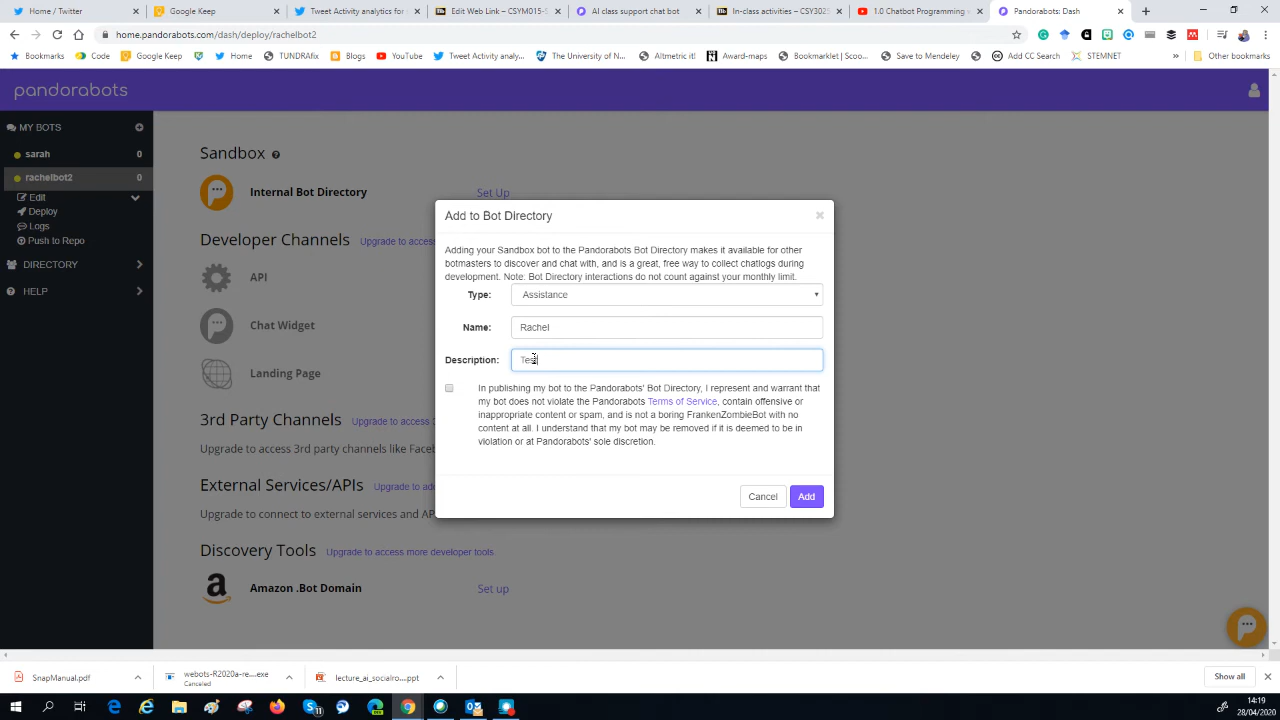 Home / Twitter
Google Keep
Tweet Activity analytics for
Edit Web Link – CSYM015-S
AI class support chat bot
In-class activities – CSY3025
1.0 Chatbot Programming
Pandorabots: Dash
home.pandorabots.com/dash/deploy/rachelbot2
Bookmarks Code Google Keep Home TUNDRAfix Blogs YouTube Tweet Activity analy... The University of N... Altmetric it! Award-maps Bookmarklet | Scoo... Save to Mendeley Add CC Search STEMNET » Other bookmarks
pandorabots
MY BOTS
sarah 0
rachelbot2 0
Edit
Deploy
Logs
Push to Repo
DIRECTORY
HELP
Sandbox
Internal Bot Directory Set Up
Developer Channels Upgrade to acces
API
Chat Widget
Landing Page
3rd Party Channels Upgrade to access 3
Upgrade to access 3rd party channels like Faceb
External Services/APIs Upgrade to ad
Upgrade to connect to external services and AP
Discovery Tools Upgrade to access more developer tools
Amazon .Bot Domain Set up
Add to Bot Directory ×
Adding your Sandbox bot to the Pandorabots Bot Directory makes it available for other
botmasters to discover and chat with, and is a great, free way to collect chatlogs during
development. Note: Bot Directory interactions do not count against your monthly limit.
Type: Assistance
Name: Rachel
Description: Test
In publishing my bot to the Pandorabots' Bot Directory, I represent and warrant that
my bot does not violate the Pandorabots Terms of Service, contain offensive or
inappropriate content or spam, and is not a boring FrankenZombieBot with no
content at all. I understand that my bot may be removed if it is deemed to be in
violation or at Pandorabots' sole discretion.
Cancel Add
SnapManual.pdf
webots-R2020a-re....exe
Canceled
lecture_ai_socialro....ppt
Show all
14:19
28/04/2020